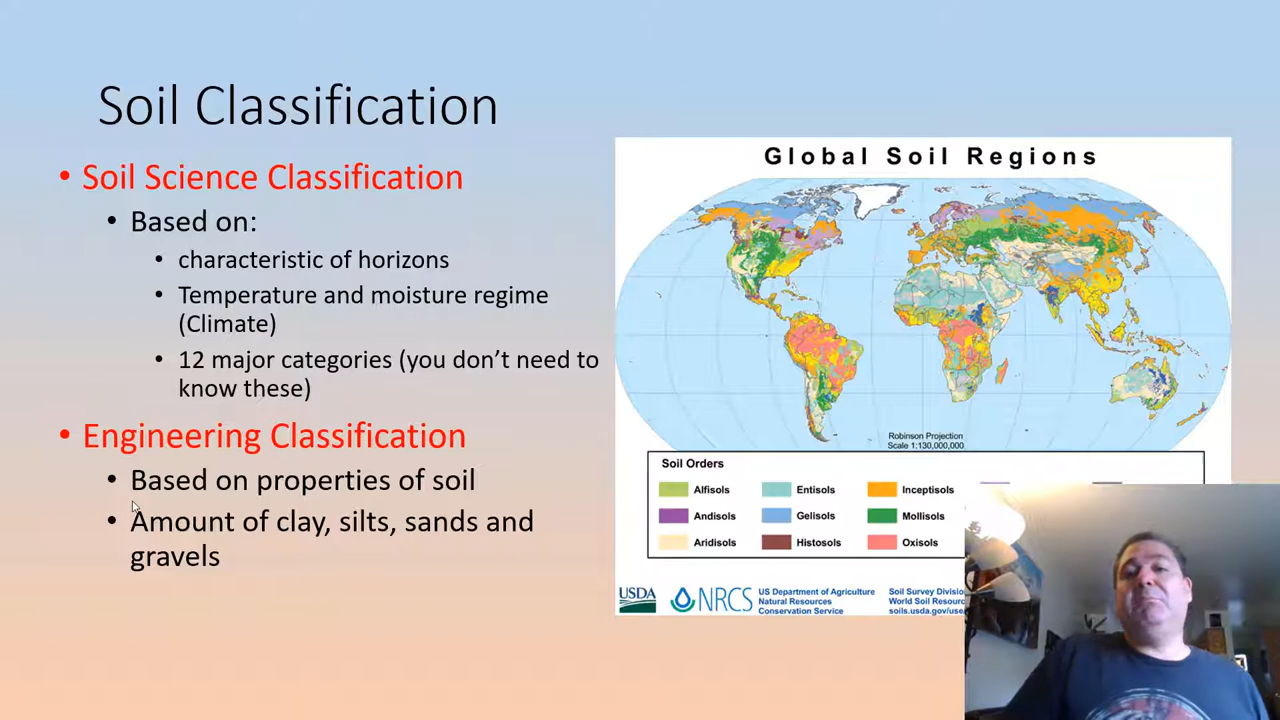 Soil Classification
• Soil Science Classification
• Based on:
• characteristic of horizons
• Temperature and moisture regime
(Climate)
• 12 major categories (you don’t need to
know these)
• Engineering Classification
• Based on properties of soil
• Amount of clay, silts, sands and
gravels
Global Soil Regions
Robinson Projection
Scale 1:130,000,000
Soil Orders
Alfisols Entisols Inceptisols
Andisols Gelisols Mollisols
Aridisols Histosols Oxisols
USDA
NRCS
US Department of Agriculture
Natural Resources
Conservation Service
Soil Survey
World Soil
soils.usda.gov/use